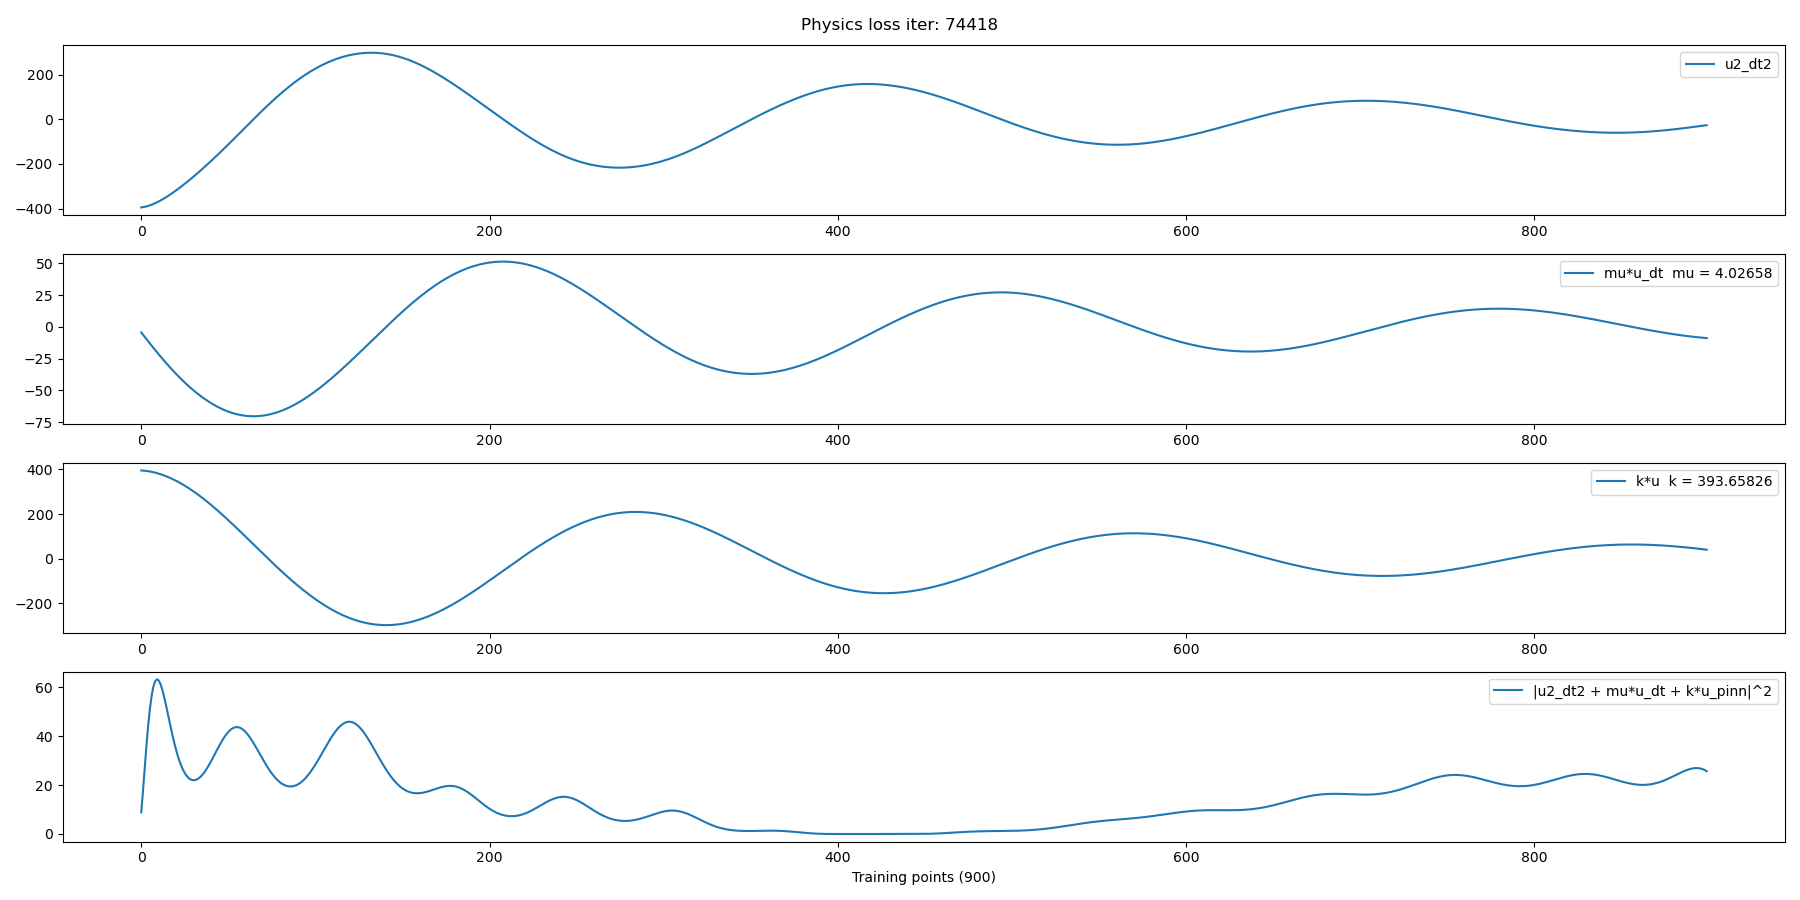 Physics loss iter: 74418
u2_dt2
200
0
−200
−400
0 200 400 600 800
mu*u_dt mu = 4.02658
50
25
0
−25
−50
−75
0 200 400 600 800
k*u k = 393.65826
400
200
0
−200
0 200 400 600 800
|u2_dt2 + mu*u_dt + k*u_pinn|^2
60
40
20
0
0 200 400 600 800
Training points (900)